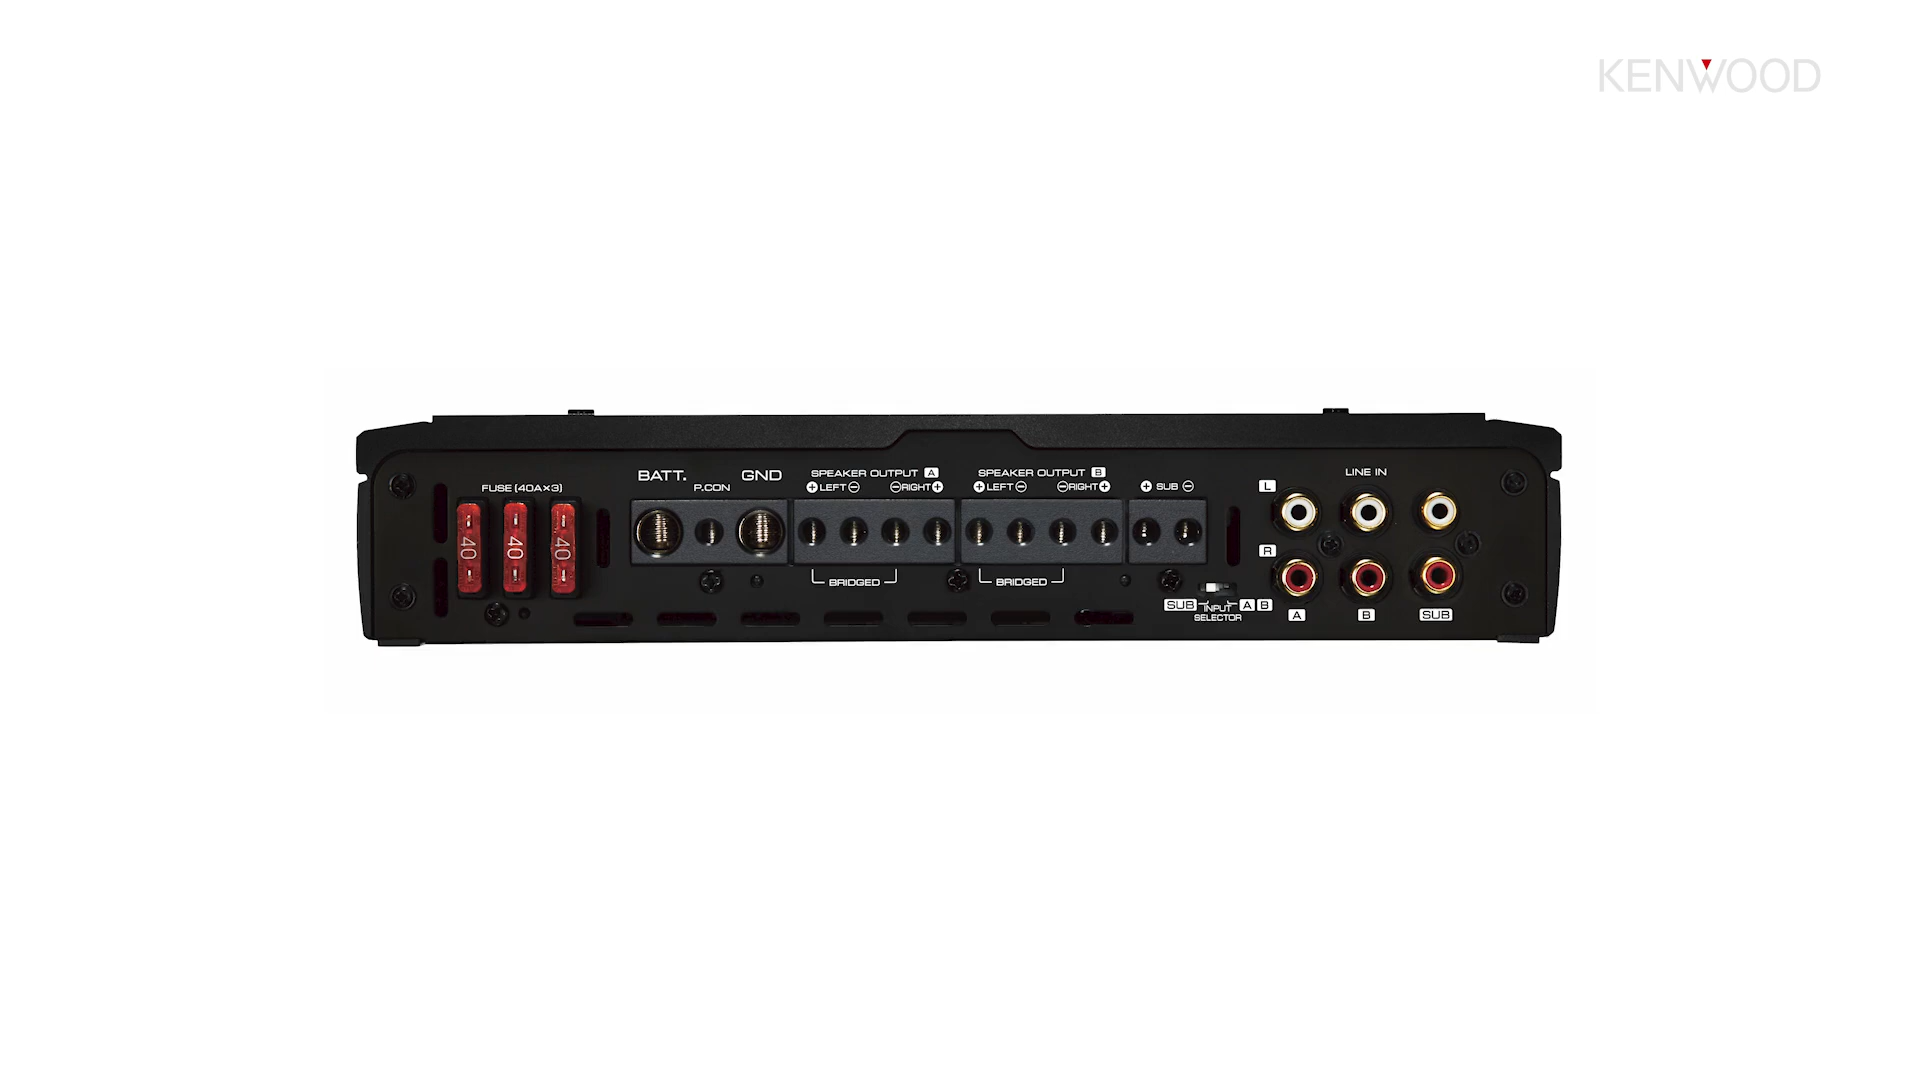 KENWOOD
FUSE (40A×3)
40
40
40
BATT.
P.CON
GND
SPEAKER OUTPUT A
⊕ LEFT ⊖ ⊖ RIGHT ⊕
BRIDGED
SPEAKER OUTPUT B
⊕ LEFT ⊖ ⊖ RIGHT ⊕
BRIDGED
⊕ SUB ⊖
SUB INPUT A B
SELECTOR
LINE IN
L
R
A
B
SUB